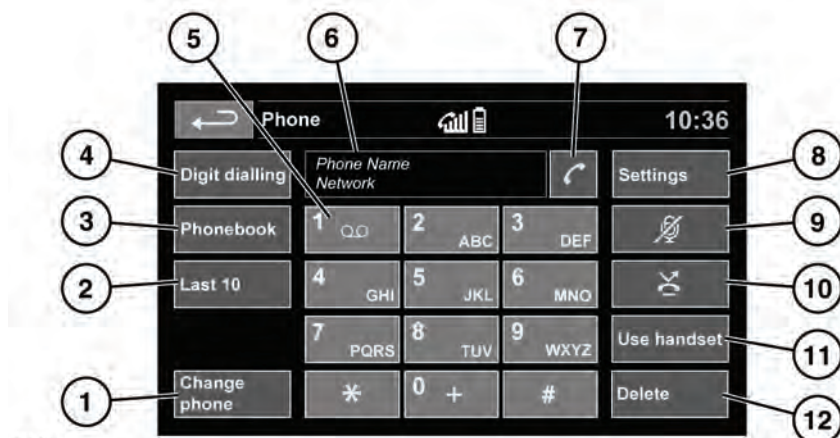 5
6
7
Phone
10:36
4
Digit dialling
Phone Name
Network
Settings
8
3
Phonebook
1
2 ABC
3 DEF
9
2
Last 10
4 GHI
5 JKL
6 MNO
10
7 PQRS
8 TUV
9 WXYZ
Use handset
11
1
Change
phone
*
0 +
#
Delete
12